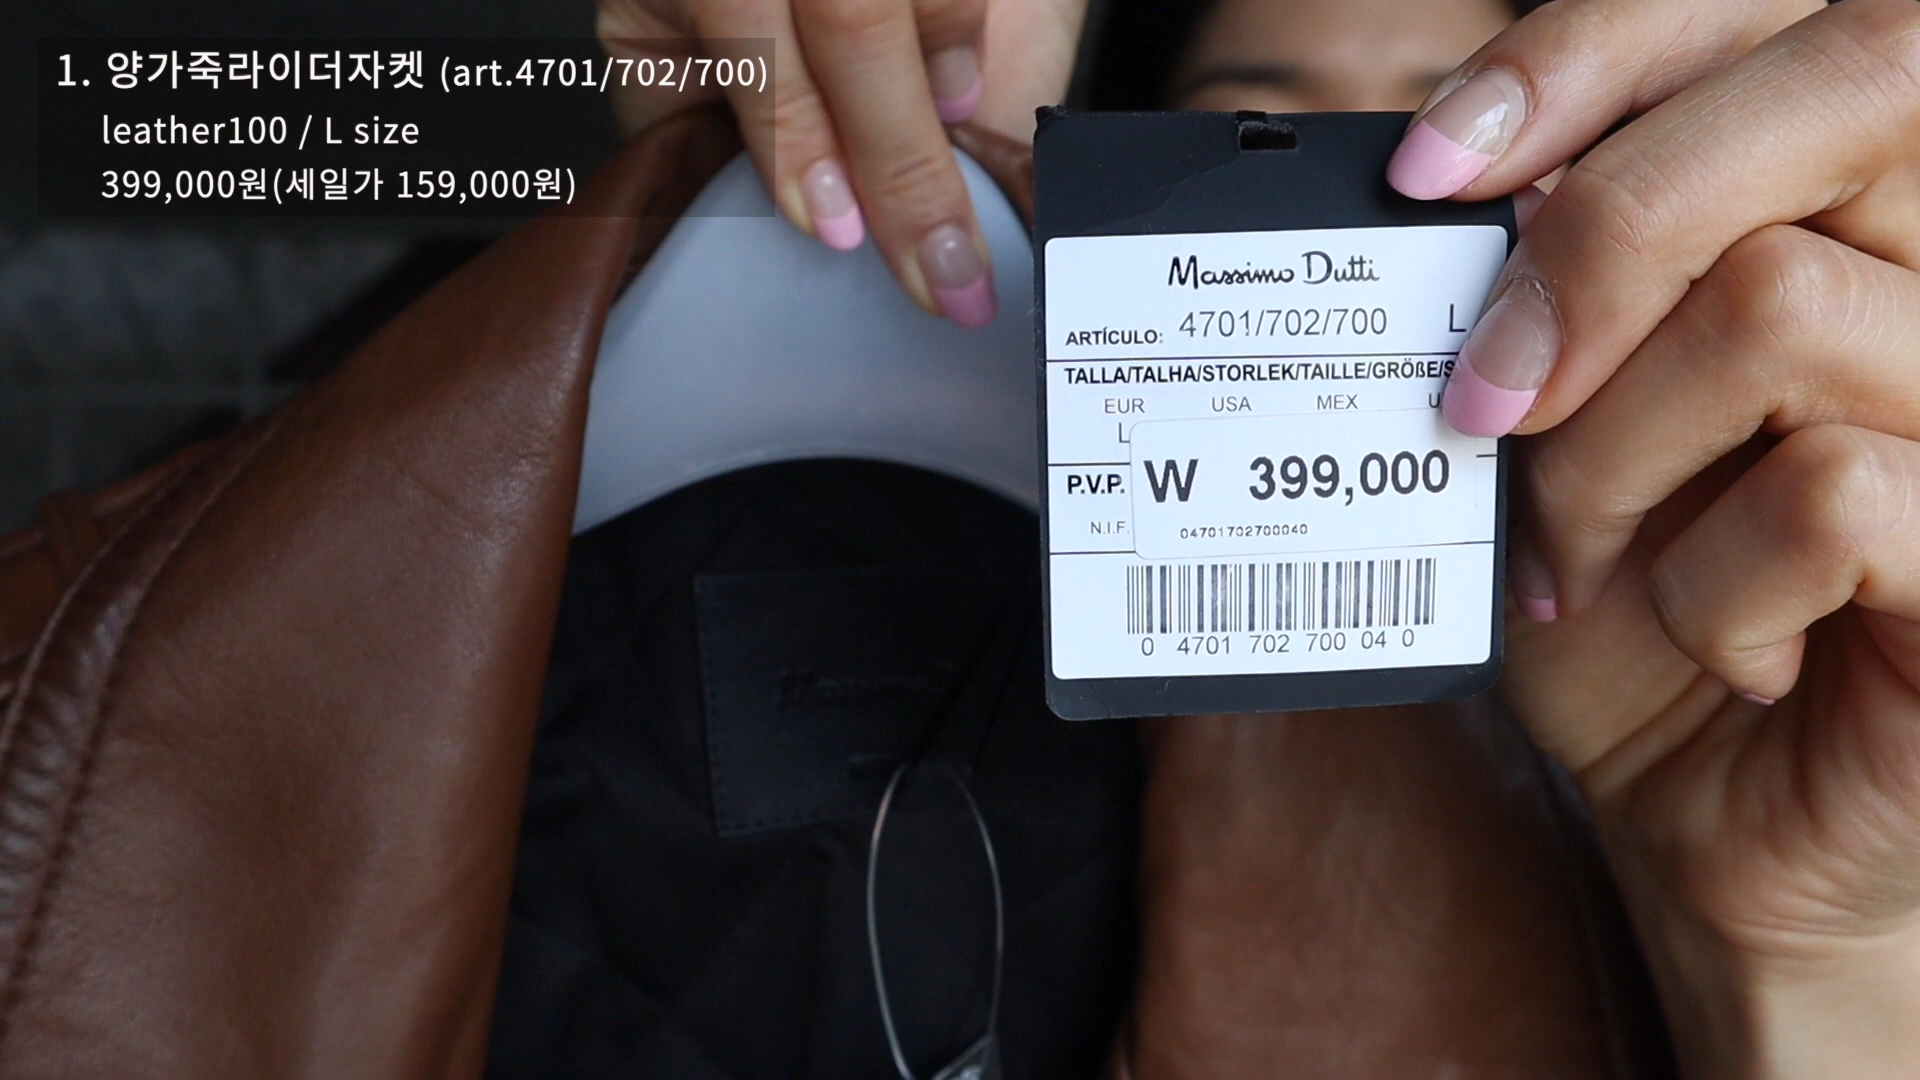 1. 양가죽라이더자켓 (art.4701/702/700)
leather100 / L size
399,000원(세일가 159,000원)
Massimo Dutti
ARTÍCULO: 4701/702/700 L
TALLA/TALHA/STORLEK/TAILLE/GRÖßE/S
EUR USA MEX U
L
P.V.P. W 399,000
N.I.F. 04701702700040
0 4701 702 700 04 0